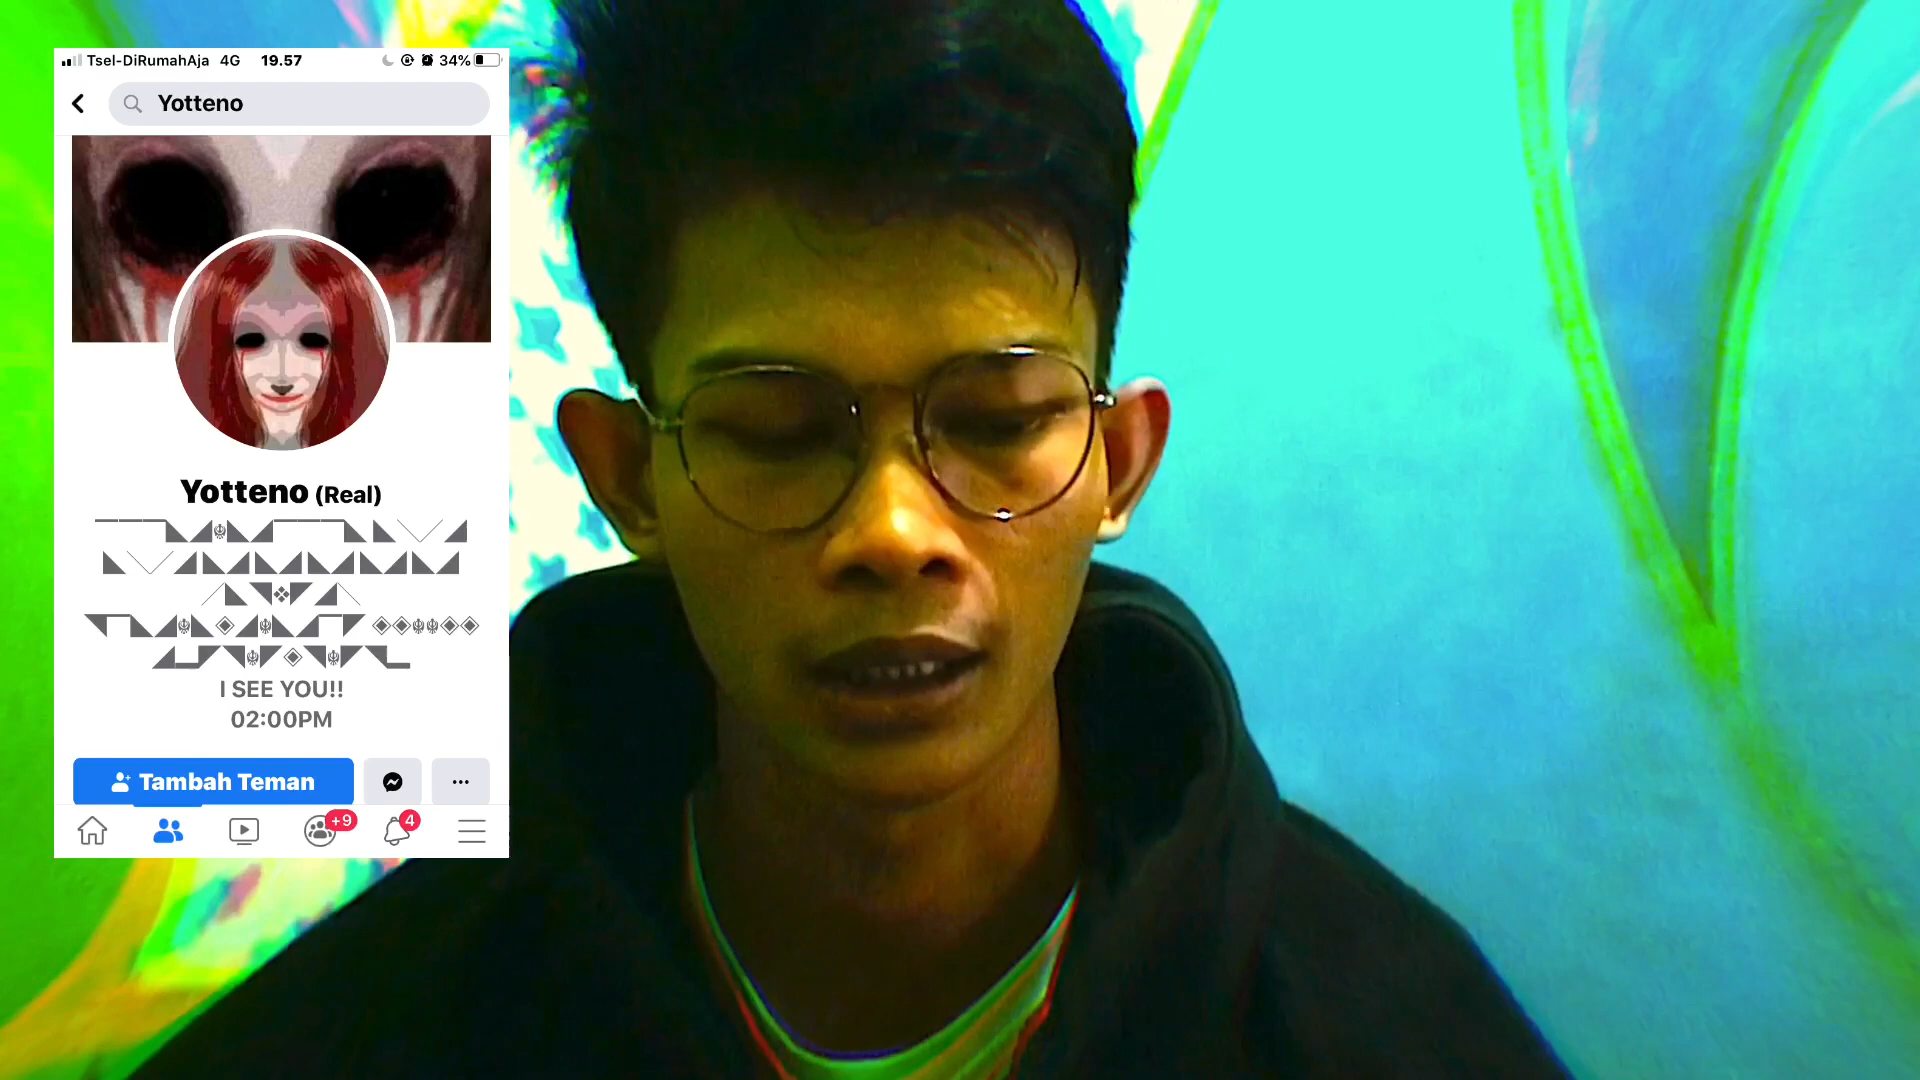 Tsel-DiRumahAja 4G 19.57 34%
Yotteno
Yotteno (Real)
I SEE YOU!!
02:00PM
Tambah Teman
+9
4